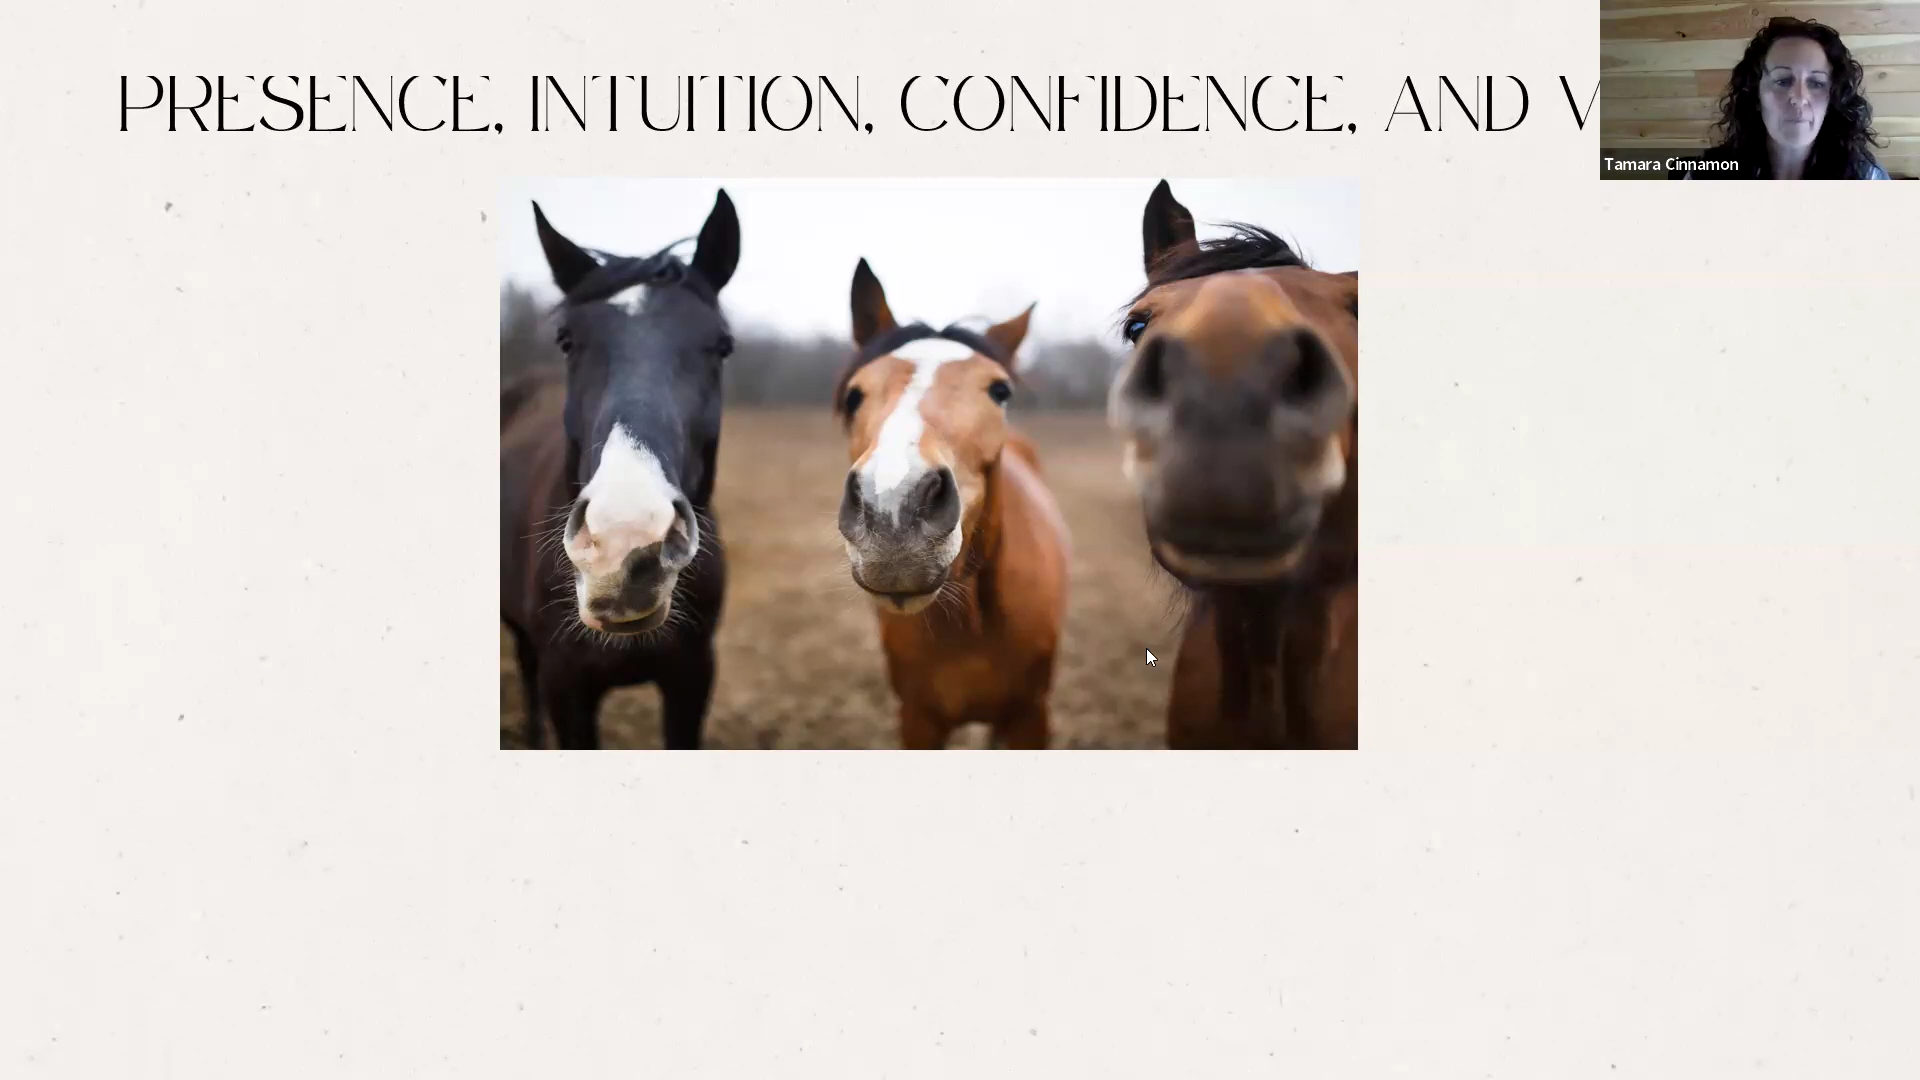 PRESENCE, INTUITION, CONFIDENCE, AND
Tamara Cinnamon